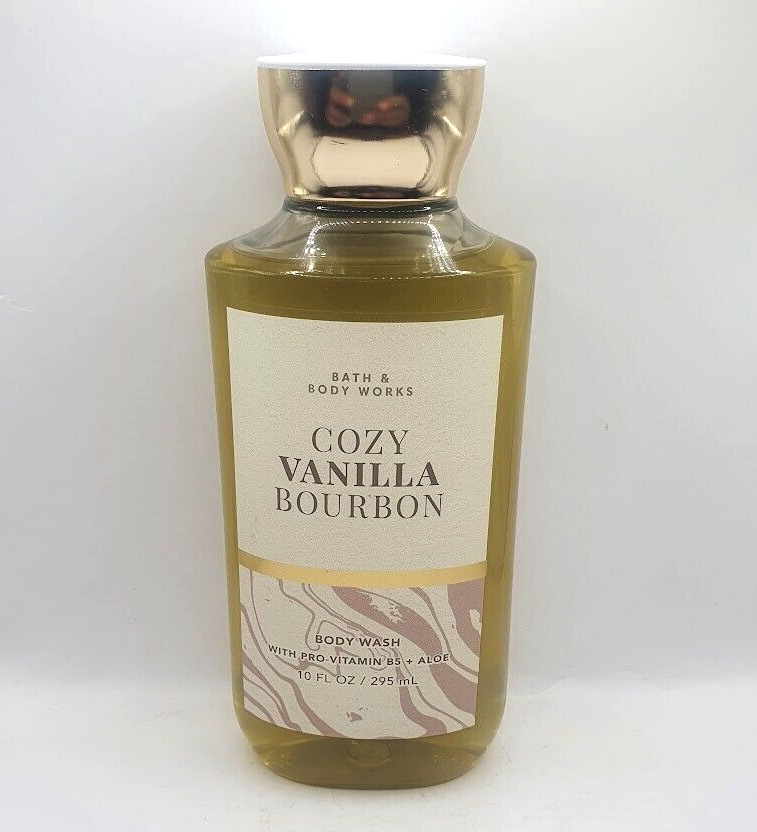 BATH &
BODY WORKS
COZY
VANILLA
BOURBON
BODY WASH
WITH PRO-VITAMIN B5 + ALOE
10 FL OZ / 295 mL